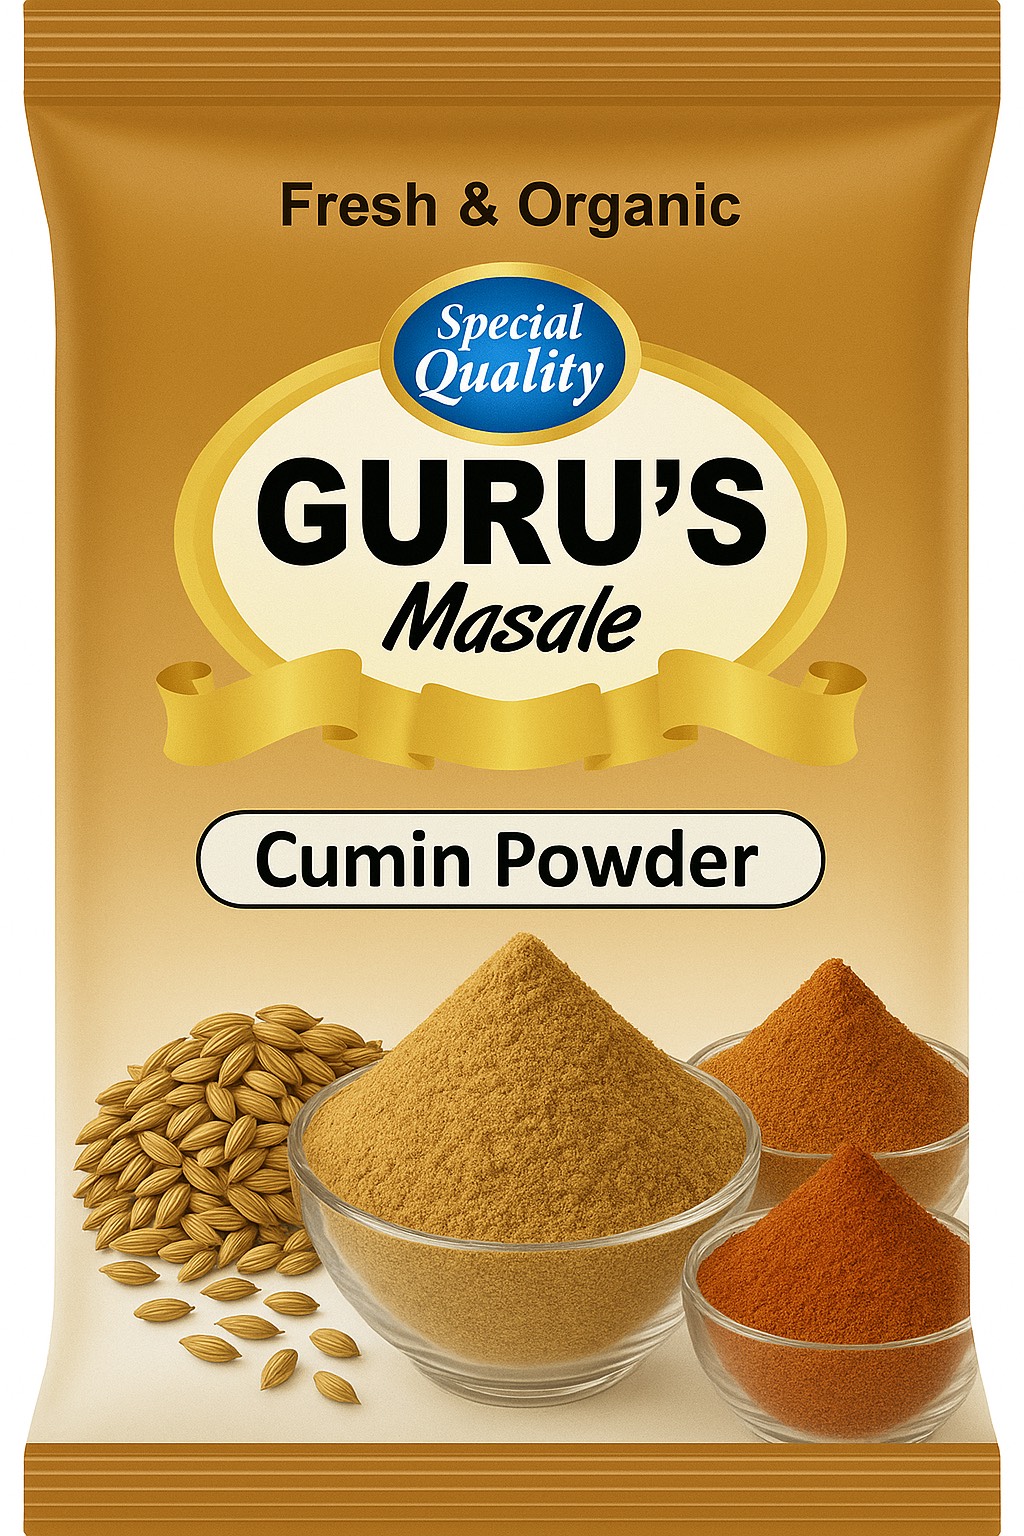 Fresh & Organic
Special
Quality
GURU’S
Masale
Cumin Powder